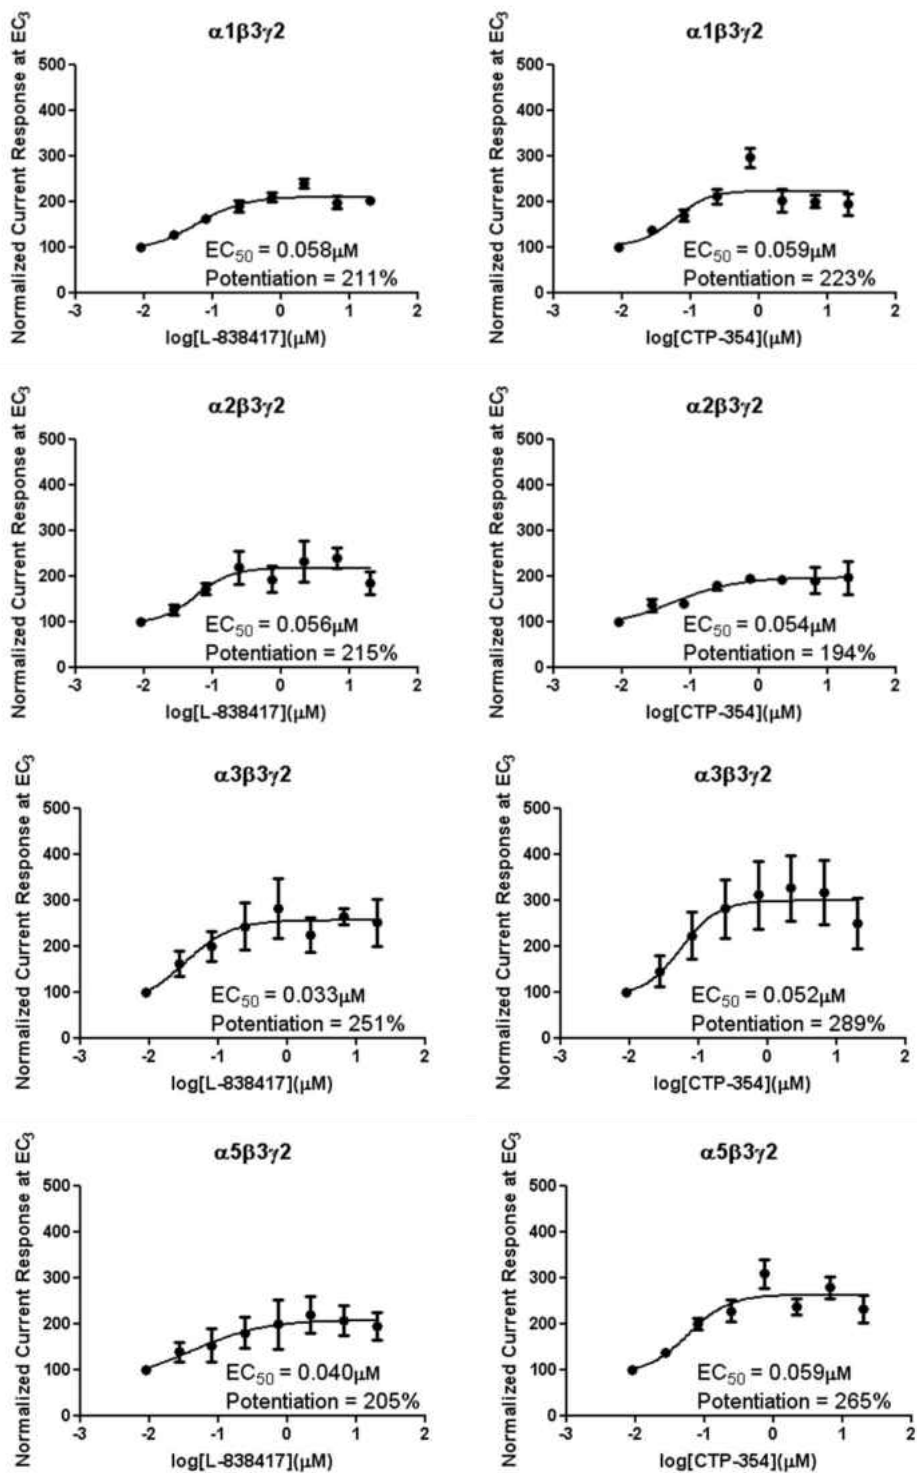 α1β3γ2
Normalized Current Response at EC₃
500
400
300
200
100
0
EC₅₀ = 0.058μM
Potentiation = 211%
-3 -2 -1 0 1 2
log[L-838417](μM)
α1β3γ2
Normalized Current Response at EC₃
500
400
300
200
100
0
EC₅₀ = 0.059μM
Potentiation = 223%
-3 -2 -1 0 1 2
log[CTP-354](μM)
α2β3γ2
Normalized Current Response at EC₃
500
400
300
200
100
0
EC₅₀ = 0.056μM
Potentiation = 215%
-3 -2 -1 0 1 2
log[L-838417](μM)
α2β3γ2
Normalized Current Response at EC₃
500
400
300
200
100
0
EC₅₀ = 0.054μM
Potentiation = 194%
-3 -2 -1 0 1 2
log[CTP-354](μM)
α3β3γ2
Normalized Current Response at EC₃
500
400
300
200
100
0
EC₅₀ = 0.033μM
Potentiation = 251%
-3 -2 -1 0 1 2
log[L-838417](μM)
α3β3γ2
Normalized Current Response at EC₃
500
400
300
200
100
0
EC₅₀ = 0.052μM
Potentiation = 289%
-3 -2 -1 0 1 2
log[CTP-354](μM)
α5β3γ2
Normalized Current Response at EC₃
500
400
300
200
100
0
EC₅₀ = 0.040μM
Potentiation = 205%
-3 -2 -1 0 1 2
log[L-838417](μM)
α5β3γ2
Normalized Current Response at EC₃
500
400
300
200
100
0
EC₅₀ = 0.059μM
Potentiation = 265%
-3 -2 -1 0 1 2
log[CTP-354](μM)